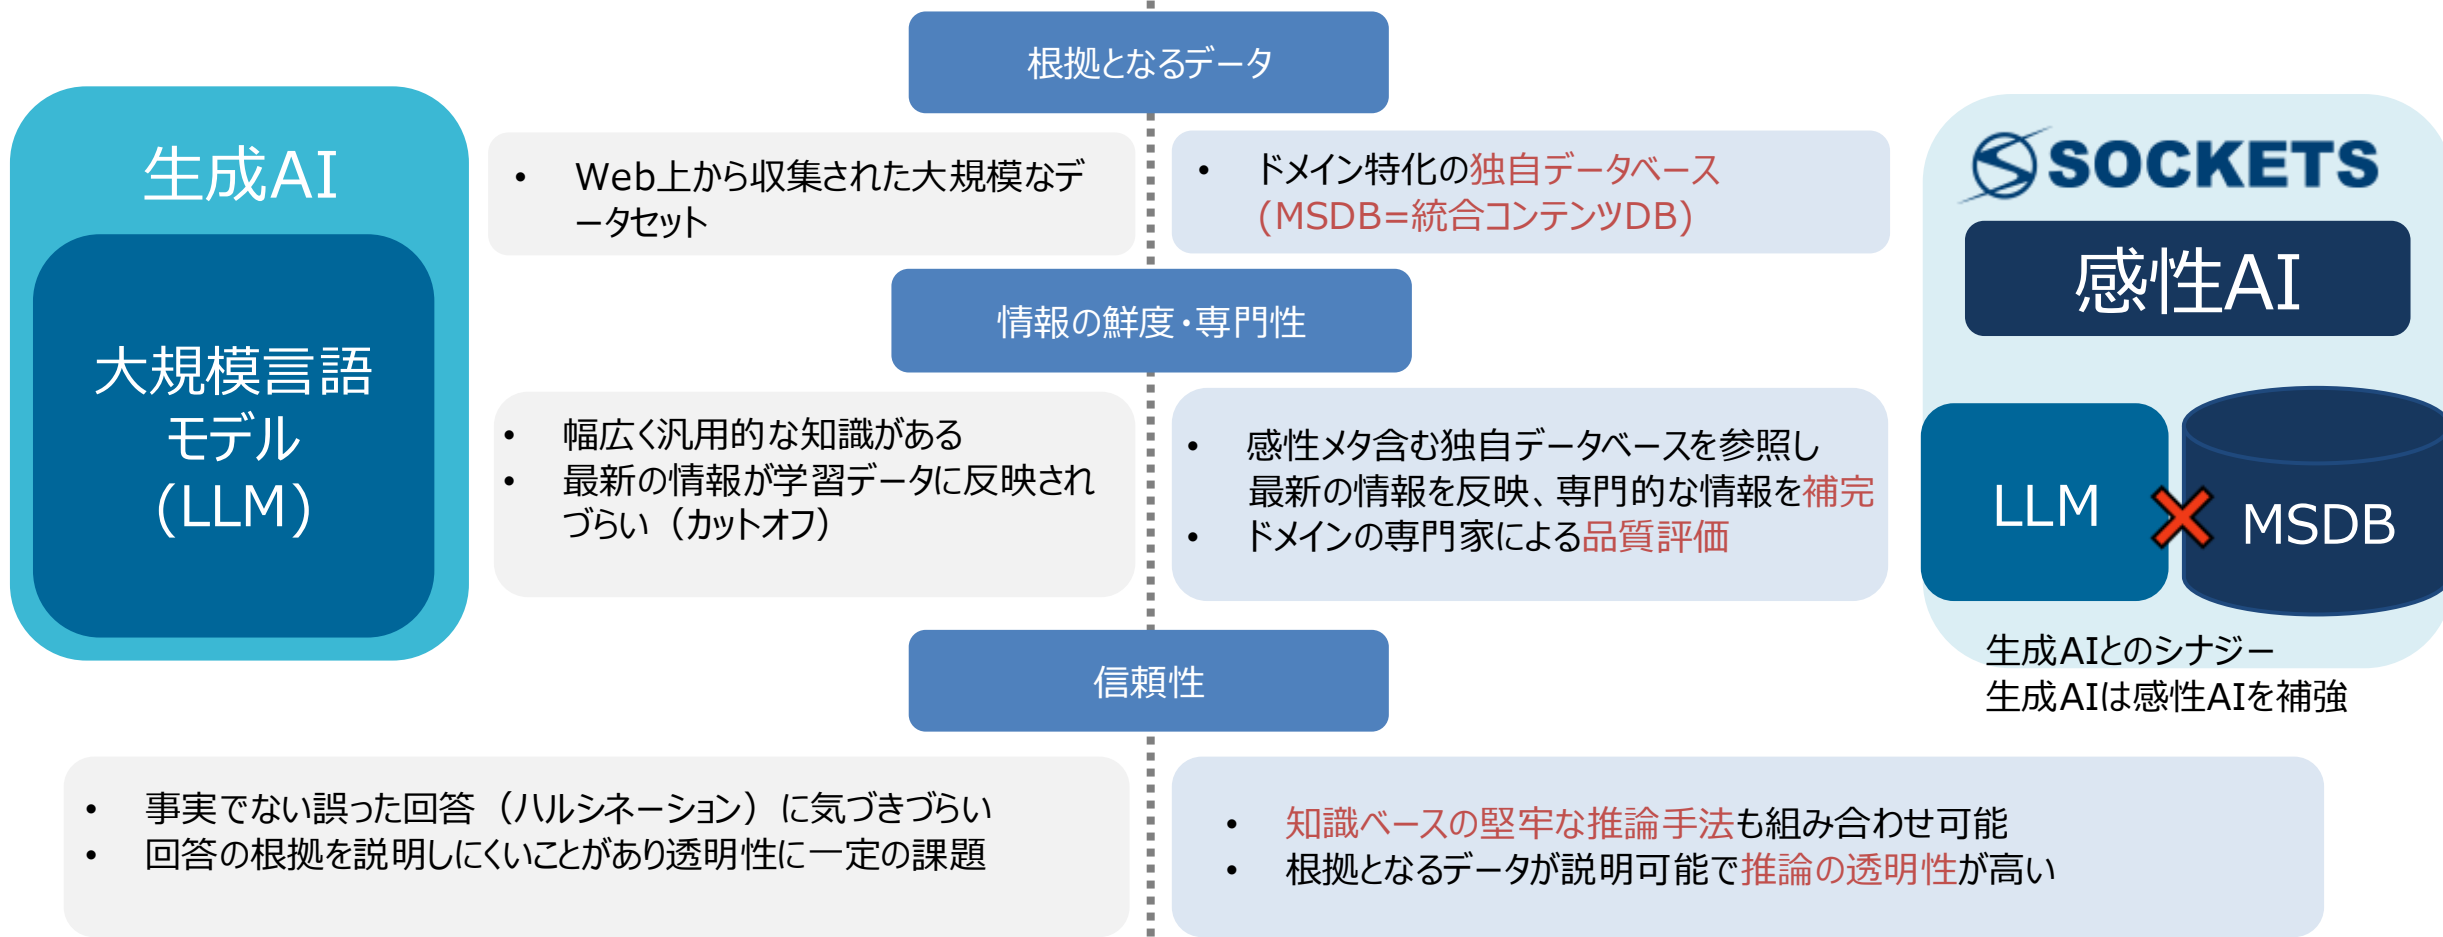 根拠となるデータ
生成AI
大規模言語
モデル
(LLM)
• Web上から収集された大規模なデ
ータセット
• ドメイン特化の独自データベース
(MSDB=統合コンテンツDB)
SOCKETS
感性AI
情報の鮮度・専門性
• 幅広く汎用的な知識がある
• 最新の情報が学習データに反映され
づらい（カットオフ）
• 感性メタ含む独自データベースを参照し
最新の情報を反映、専門的な情報を補完
• ドメインの専門家による品質評価
LLM
MSDB
生成AIとのシナジー
生成AIは感性AIを補強
信頼性
• 事実でない誤った回答（ハルシネーション）に気づきづらい
• 回答の根拠を説明しにくいことがあり透明性に一定の課題
• 知識ベースの堅牢な推論手法も組み合わせ可能
• 根拠となるデータが説明可能で推論の透明性が高い